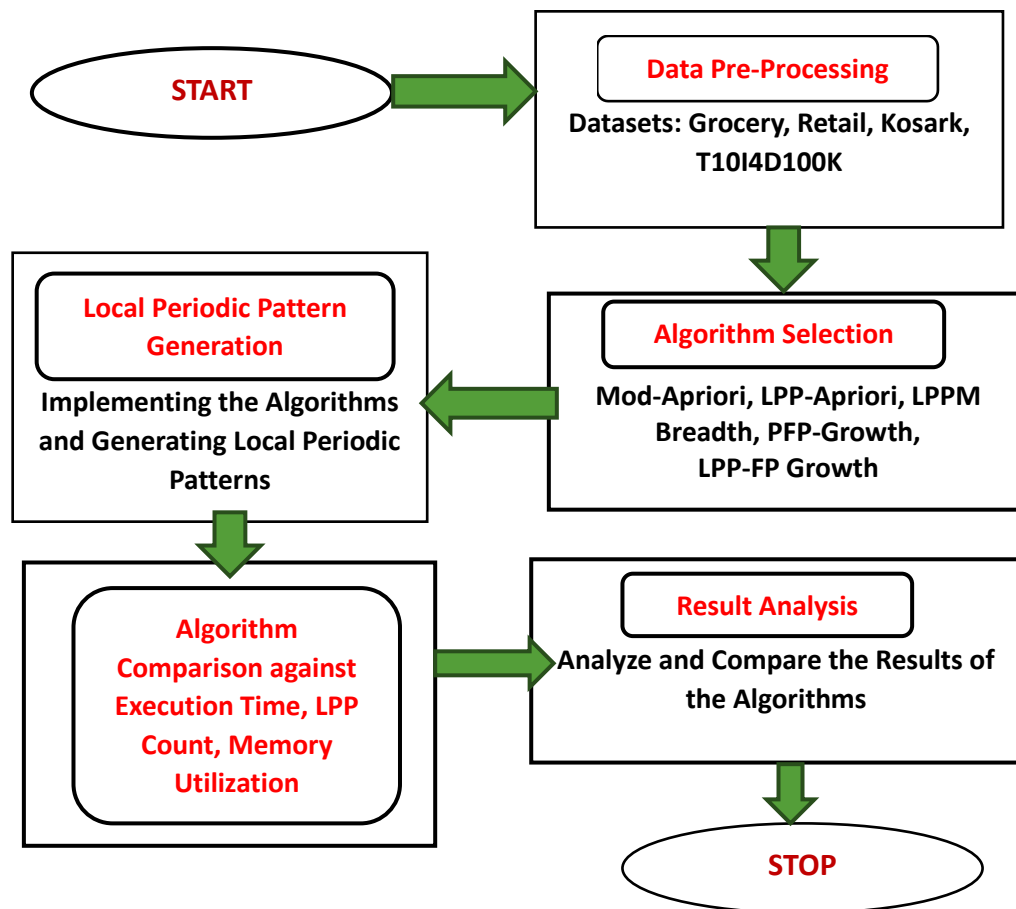 START
Data Pre-Processing
Datasets: Grocery, Retail, Kosark,
T10I4D100K
Algorithm Selection
Mod-Apriori, LPP-Apriori, LPPM
Breadth, PFP-Growth,
LPP-FP Growth
Local Periodic Pattern
Generation
Implementing the Algorithms
and Generating Local Periodic
Patterns
Algorithm
Comparison against
Execution Time, LPP
Count, Memory
Utilization
Result Analysis
Analyze and Compare the Results of
the Algorithms
STOP